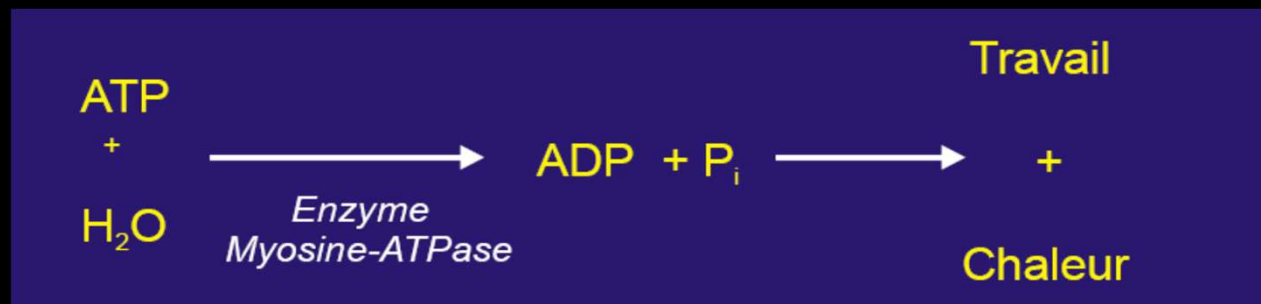 ATP
+
H₂O
Enzyme
Myosine-ATPase
ADP + Pᵢ
Travail
+
Chaleur